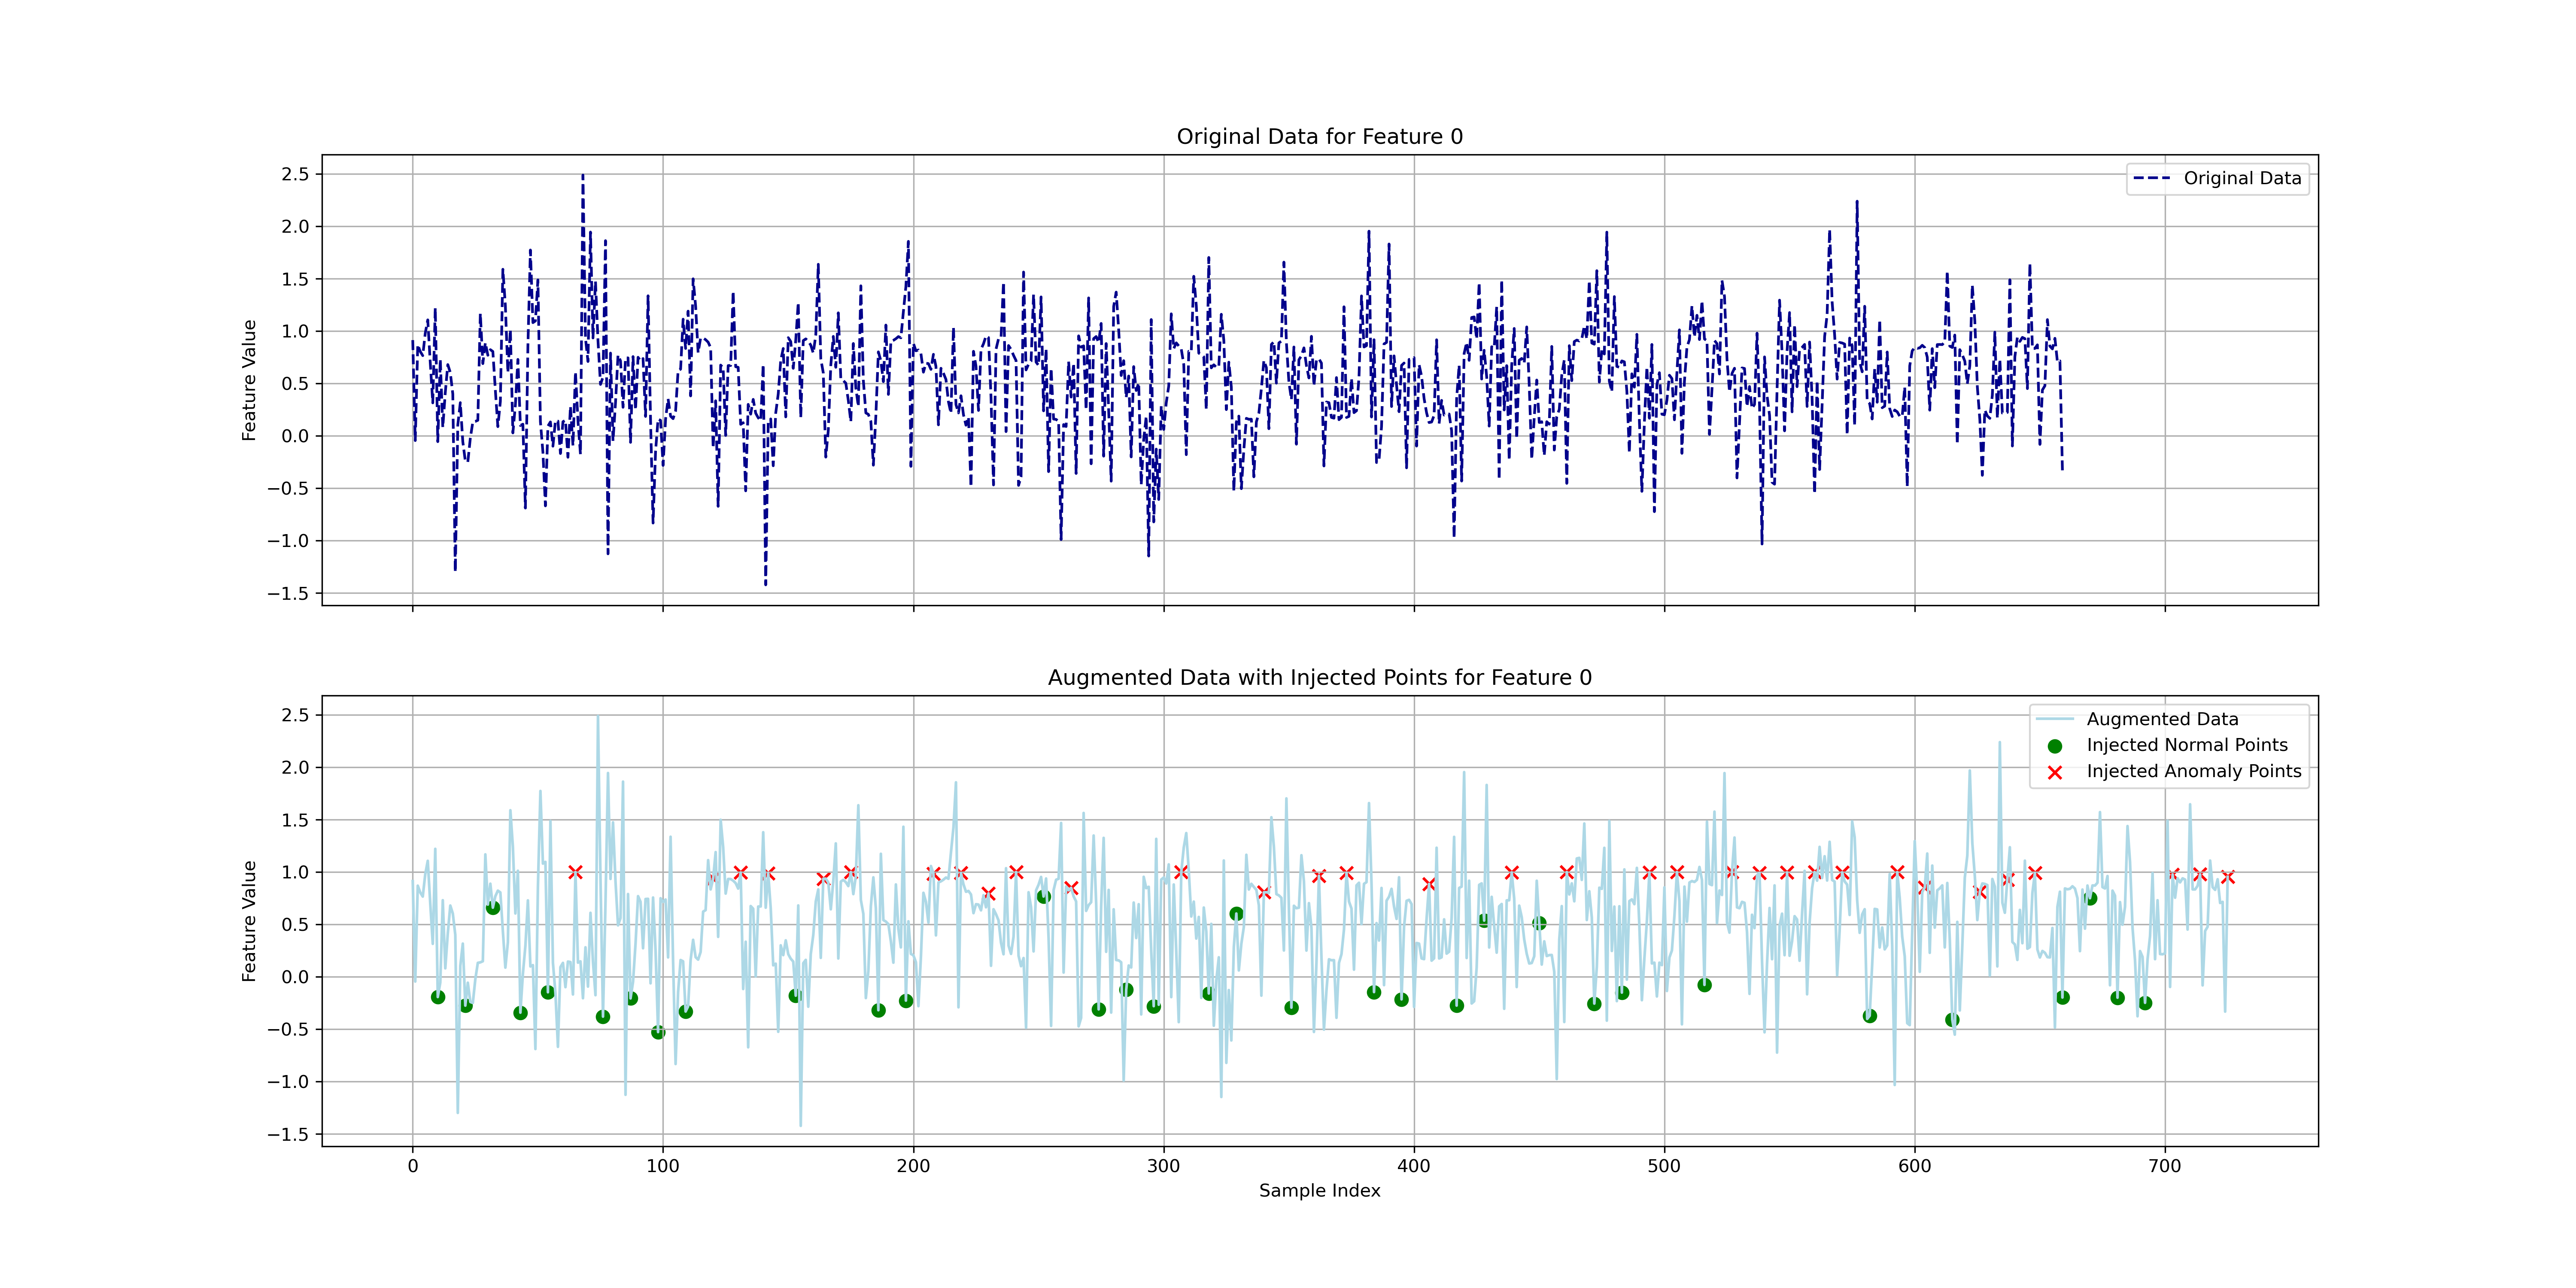 Original Data for Feature 0
Original Data
Feature Value
2.5
2.0
1.5
1.0
0.5
0.0
−0.5
−1.0
−1.5
Augmented Data with Injected Points for Feature 0
Augmented Data
Injected Normal Points
Injected Anomaly Points
Feature Value
2.5
2.0
1.5
1.0
0.5
0.0
−0.5
−1.0
−1.5
0 100 200 300 400 500 600 700
Sample Index